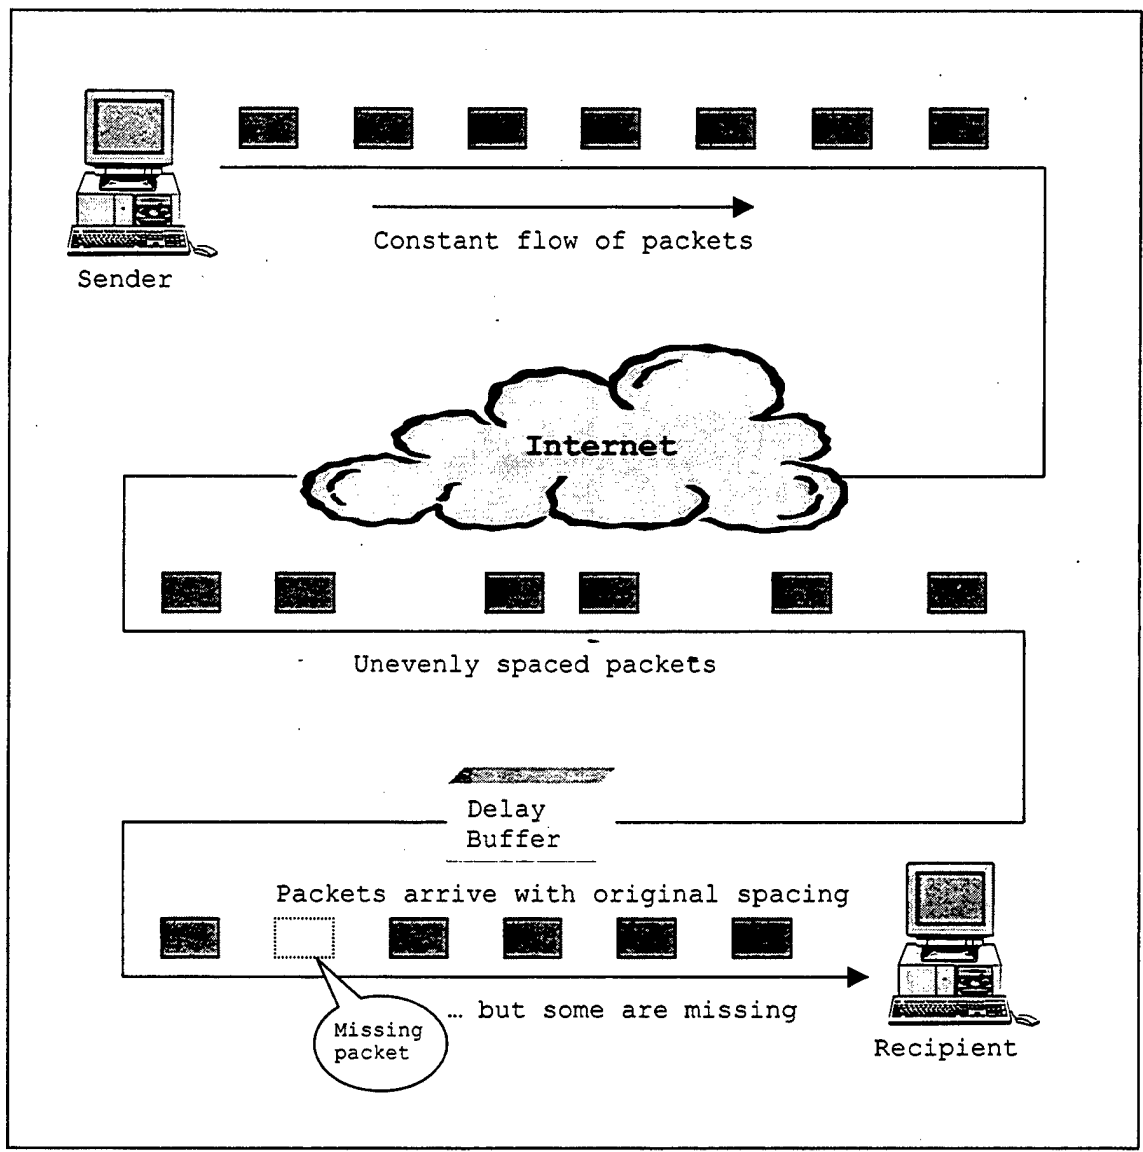 Constant flow of packets
Sender
Internet
Unevenly spaced packets
Delay
Buffer
Packets arrive with original spacing
… but some are missing
Missing
packet
Recipient